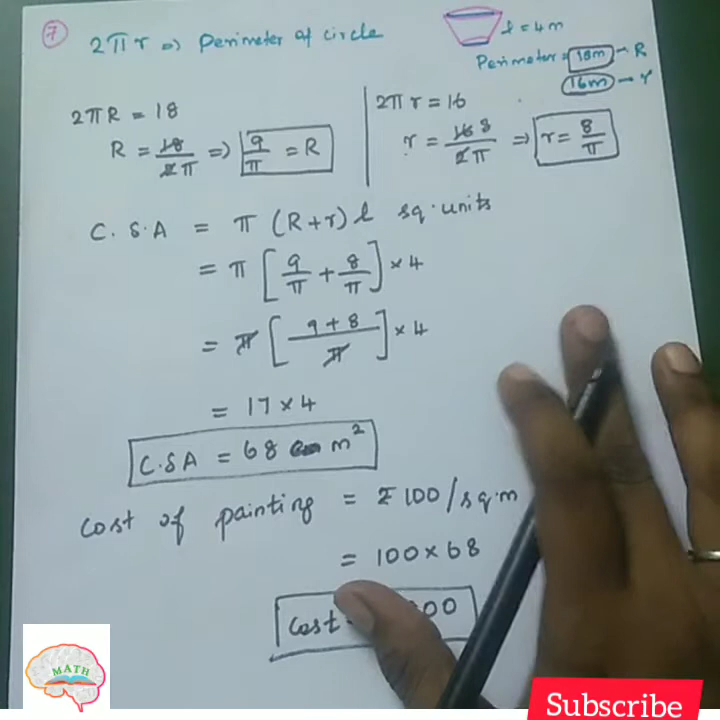 7
2πr ⇒ Perimeter of circle
l = 4m
Perimeter = 18m → R
16m → r
2πR = 18
R = 18/2π ⇒ 9/π = R
2πr = 16
r = 16 8/2π ⇒ r = 8/π
C.S.A = π (R+r) l sq.units
= π [9/π + 8/π] × 4
= π [9+8/π] × 4
= 17 × 4
C.S.A = 68 m²
Cost of painting = ₹100/sq.m
= 100 × 68
Cost 00
MATH
Subscribe